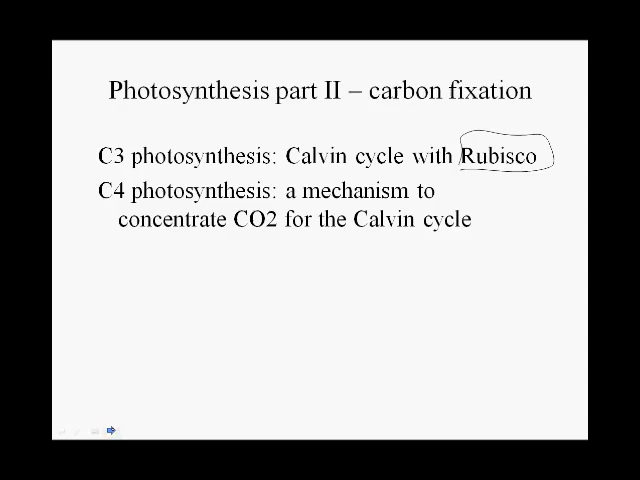 Photosynthesis part II – carbon fixation
C3 photosynthesis: Calvin cycle with Rubisco
C4 photosynthesis: a mechanism to
concentrate CO2 for the Calvin cycle